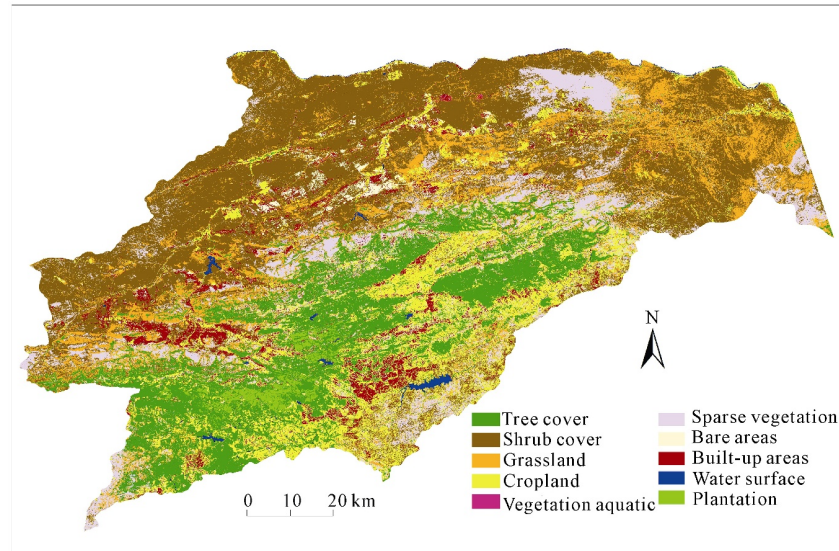 N
Tree cover
Shrub cover
Grassland
Cropland
Vegetation aquatic
Sparse vegetation
Bare areas
Built-up areas
Water surface
Plantation
0 10 20 km